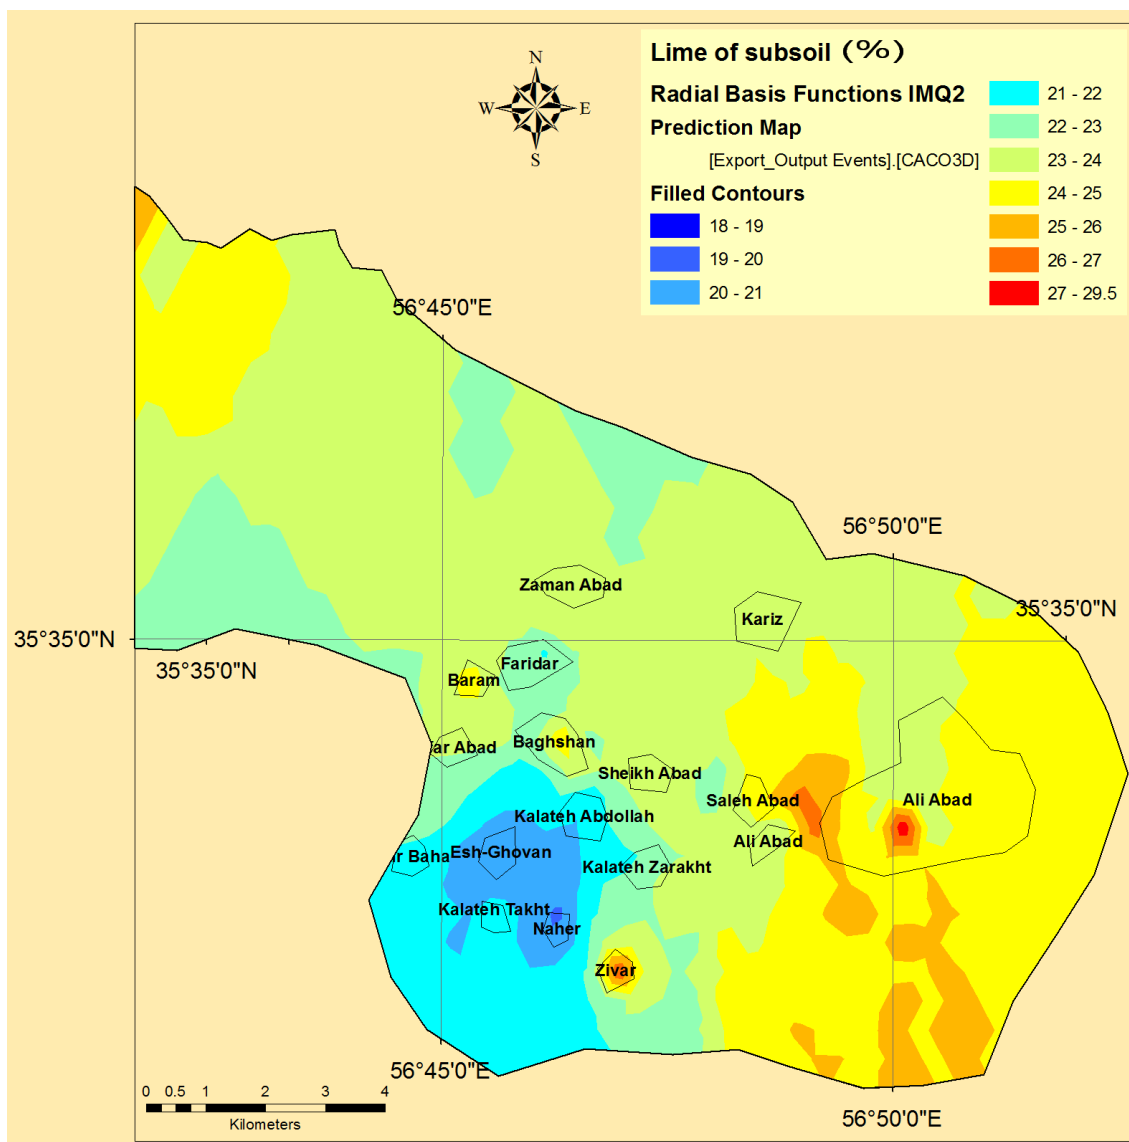 Lime of subsoil (%)
Radial Basis Functions IMQ2
Prediction Map
[Export_Output Events].[CACO3D]
Filled Contours
18 - 19
19 - 20
20 - 21
21 - 22
22 - 23
23 - 24
24 - 25
25 - 26
26 - 27
27 - 29.5
N
W E
S
56°45'0"E
56°50'0"E
35°35'0"N
35°35'0"N
35°35'0"N
Zaman Abad
Kariz
Faridar
Baram
Baghshan
ar Abad
Sheikh Abad
Saleh Abad
Ali Abad
Kalateh Abdollah
Ali Abad
r Baha
Esh-Ghovan
Kalateh Zarakht
Kalateh Takht
Naher
Zivar
56°45'0"E
56°50'0"E
0 0.5 1 2 3 4
Kilometers